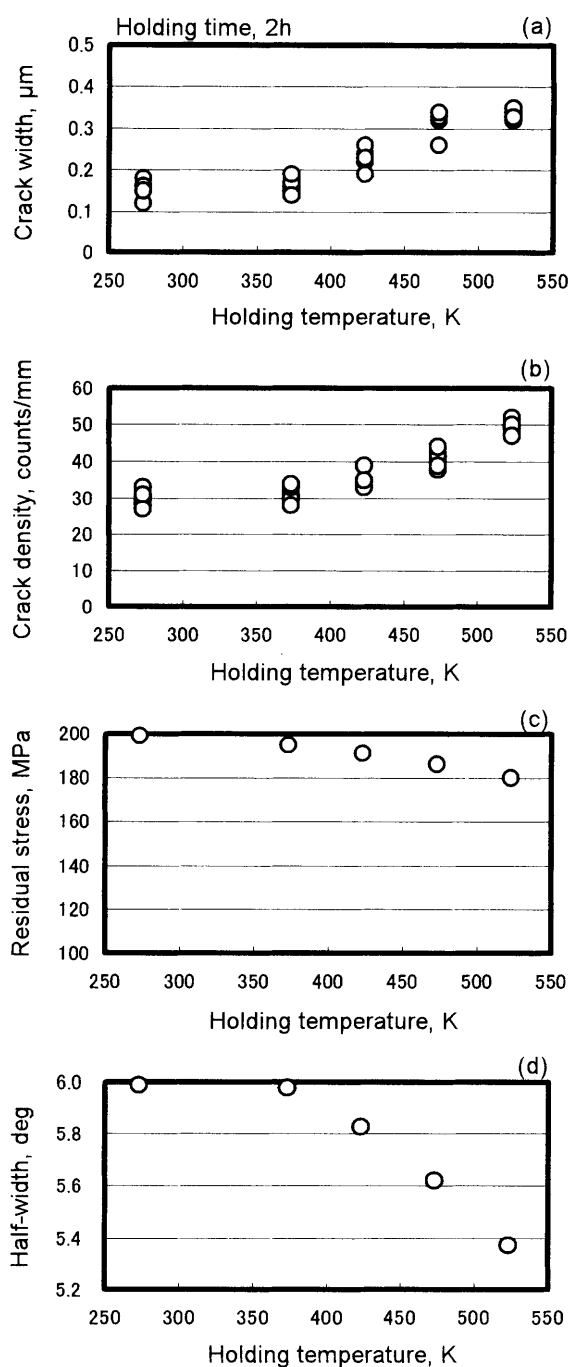 Holding time, 2h
(a)
Crack width, µm
0.5
0.4
0.3
0.2
0.1
0
250 300 350 400 450 500 550
Holding temperature, K
(b)
Crack density, counts/mm
60
50
40
30
20
10
0
250 300 350 400 450 500 550
Holding temperature, K
(c)
Residual stress, MPa
200
180
160
140
120
100
250 300 350 400 450 500 550
Holding temperature, K
(d)
Half-width, deg
6.0
5.8
5.6
5.4
5.2
250 300 350 400 450 500 550
Holding temperature, K